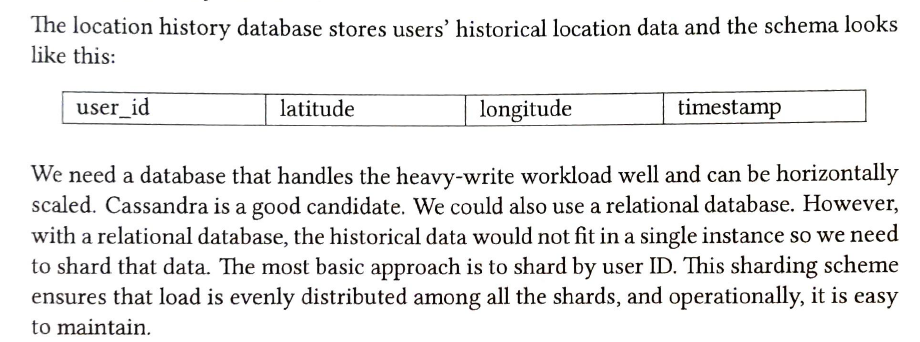 The location history database stores users' historical location data and the schema looks
like this:
user_id latitude longitude timestamp
We need a database that handles the heavy-write workload well and can be horizontally
scaled. Cassandra is a good candidate. We could also use a relational database. However,
with a relational database, the historical data would not fit in a single instance so we need
to shard that data. The most basic approach is to shard by user ID. This sharding scheme
ensures that load is evenly distributed among all the shards, and operationally, it is easy
to maintain.